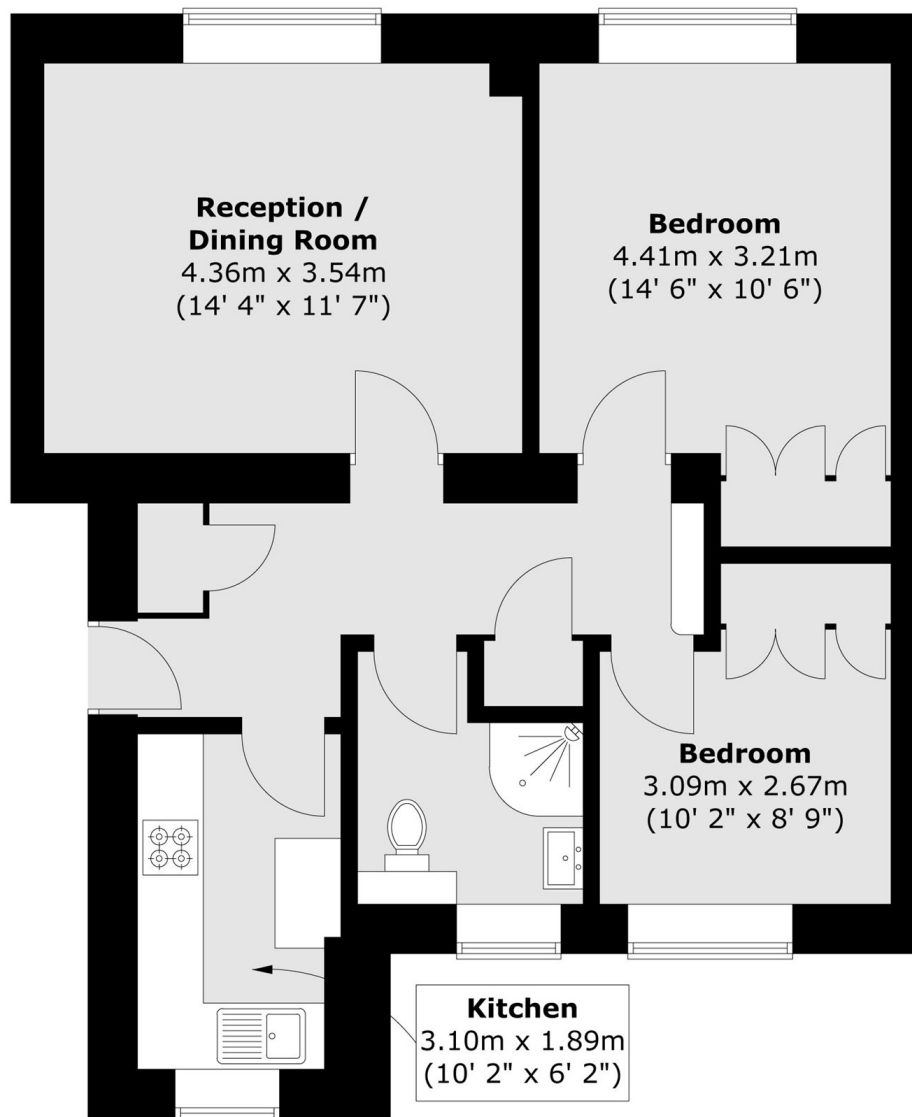 Reception /
Dining Room
4.36m x 3.54m
(14' 4" x 11' 7")
Bedroom
4.41m x 3.21m
(14' 6" x 10' 6")
Bedroom
3.09m x 2.67m
(10' 2" x 8' 9")
Kitchen
3.10m x 1.89m
(10' 2" x 6' 2")